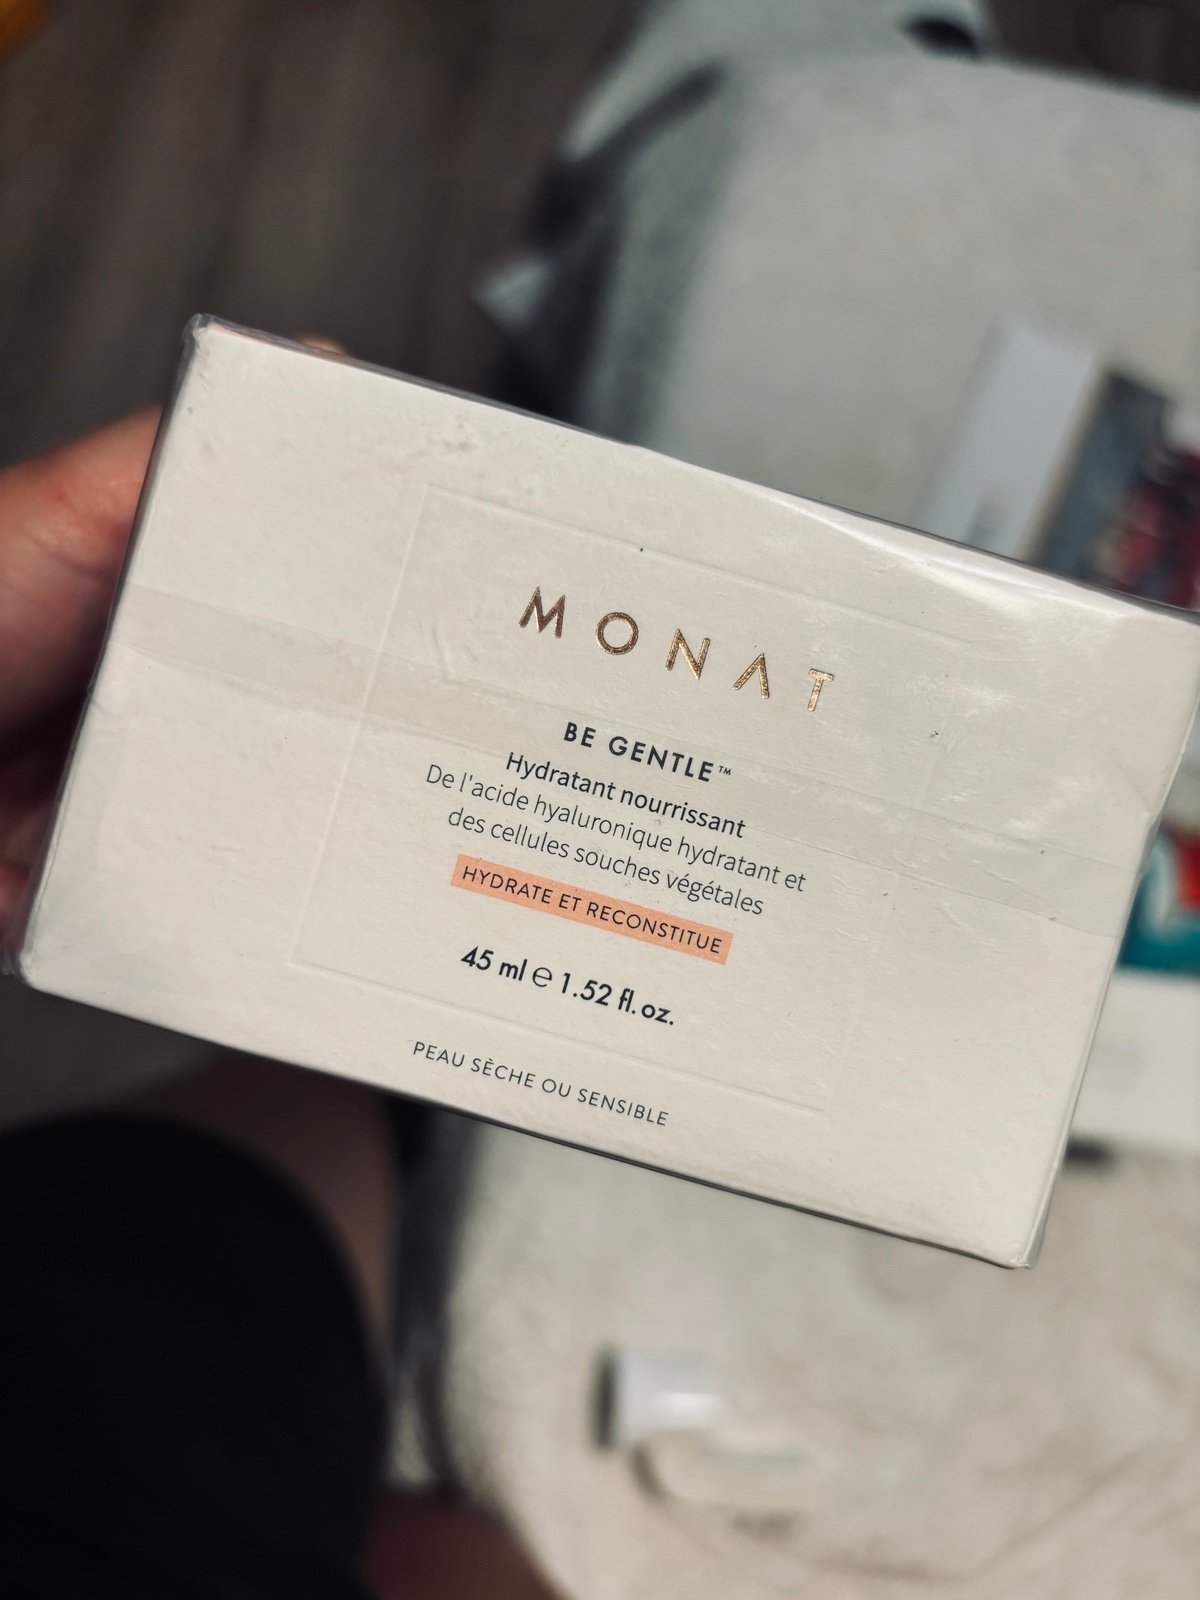 MONAT
BE GENTLE™
Hydratant nourrissant
De l'acide hyaluronique hydratant et
des cellules souches végétales
HYDRATE ET RECONSTITUE
45 ml ℮ 1.52 fl. oz.
PEAU SÈCHE OU SENSIBLE